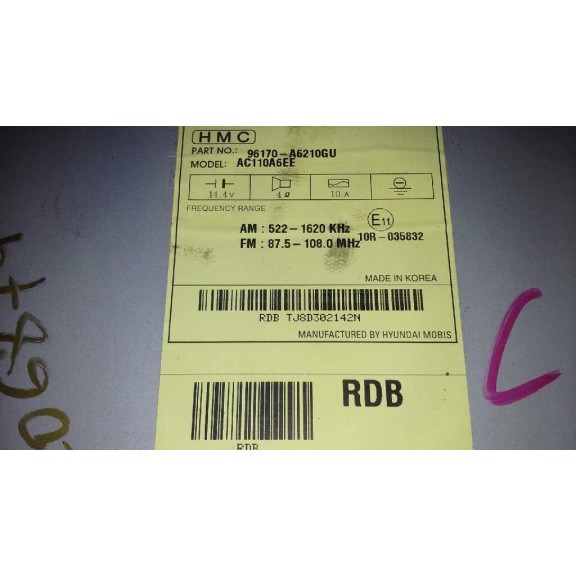 HMC
PART NO.: 96170-A6210GU
MODEL: AC110A6EE
14.4V 4Ω 10A
FREQUENCY RANGE
AM : 522-1620 KHz
FM : 87.5-108.0 MHz
E11
10R-035832
MADE IN KOREA
RDB TJ8D302142N
MANUFACTURED BY HYUNDAI MOBIS
RDB
RDB